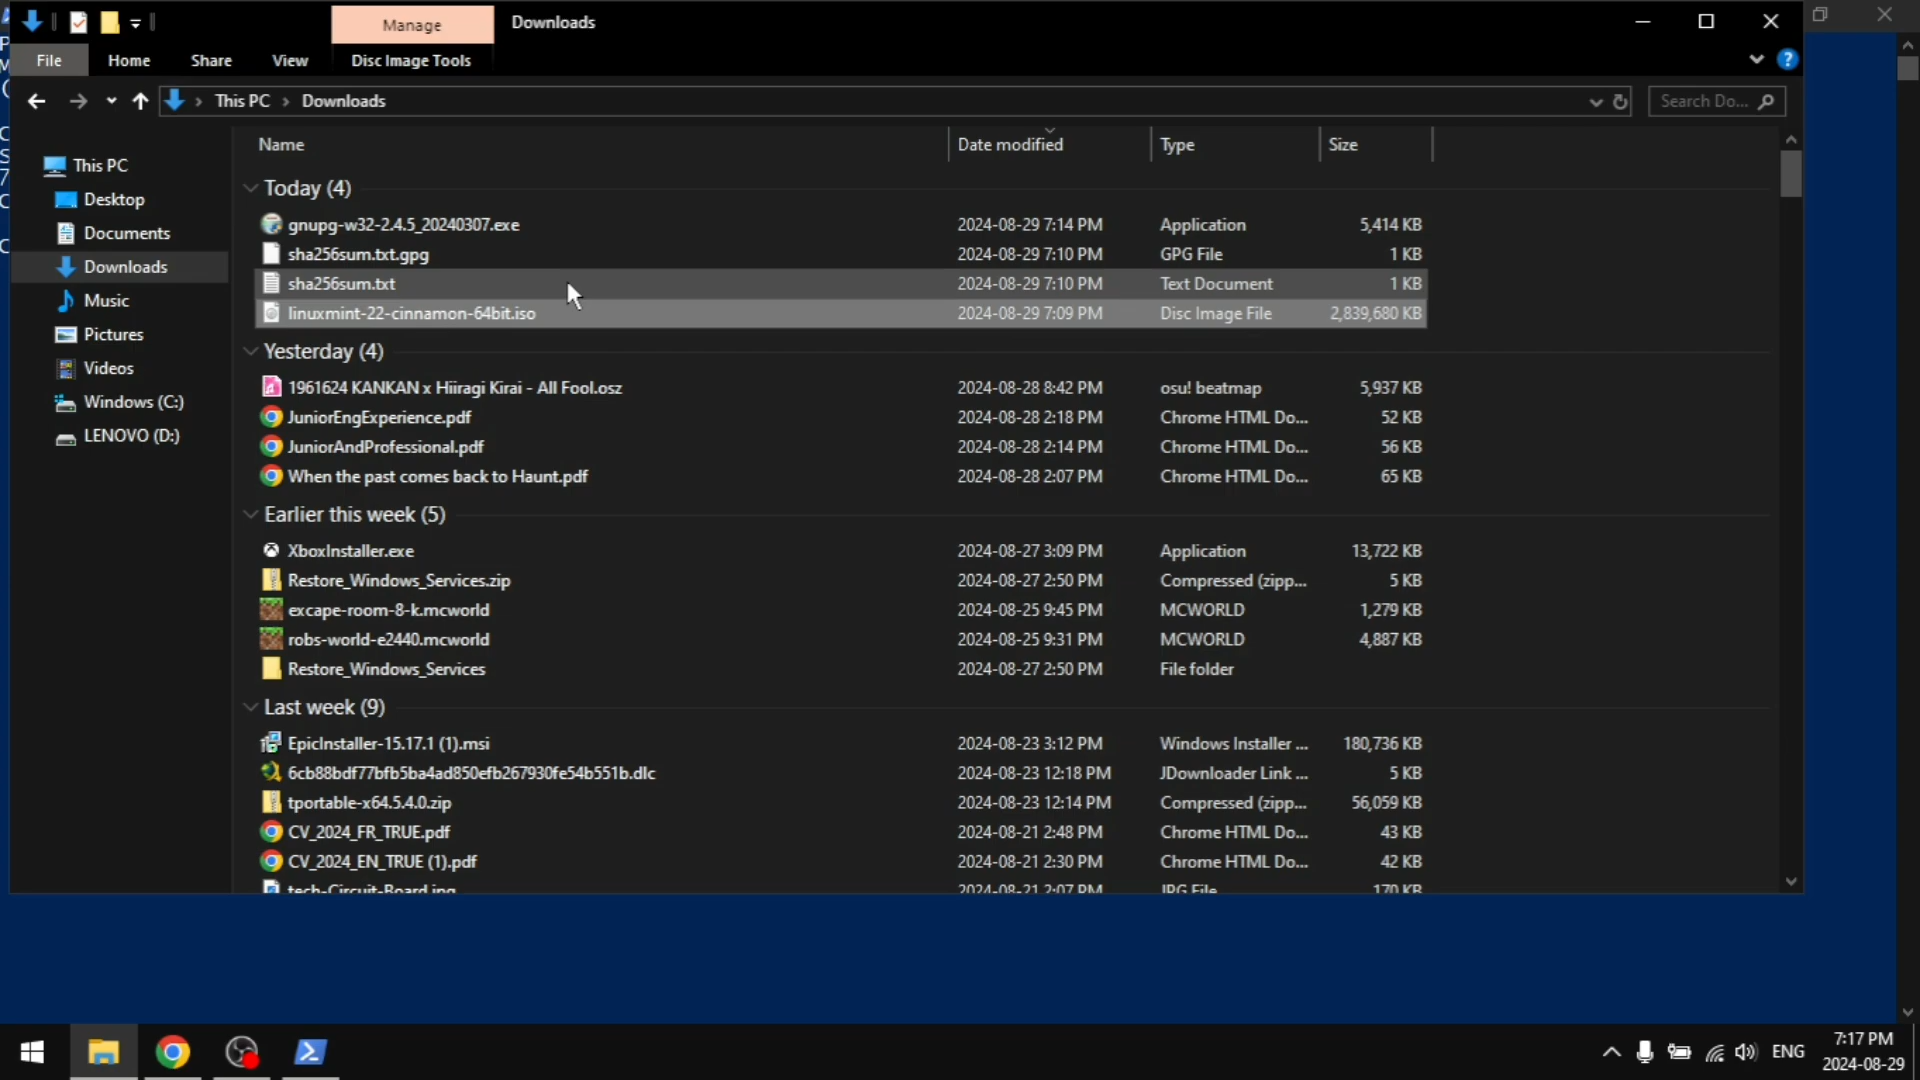 Manage
Downloads
File
Home
Share
View
Disc Image Tools
This PC
Downloads
Search Do...
Name
Date modified
Type
Size
This PC
Desktop
Documents
Downloads
Music
Pictures
Videos
Windows (C:)
LENOVO (D:)
Today (4)
gnupg-w32-2.4.5_20240307.exe 2024-08-29 7:14 PM Application 5,414 KB
sha256sum.txt.gpg 2024-08-29 7:10 PM GPG File 1 KB
sha256sum.txt 2024-08-29 7:10 PM Text Document 1 KB
linuxmint-22-cinnamon-64bit.iso 2024-08-29 7:09 PM Disc Image File 2,839,680 KB
Yesterday (4)
1961624 KANKAN x Hiiragi Kirai - All Fool.osz 2024-08-28 8:42 PM osu! beatmap 5,937 KB
JuniorEngExperience.pdf 2024-08-28 2:18 PM Chrome HTML Do... 52 KB
JuniorAndProfessional.pdf 2024-08-28 2:14 PM Chrome HTML Do... 56 KB
When the past comes back to Haunt.pdf 2024-08-28 2:07 PM Chrome HTML Do... 65 KB
Earlier this week (5)
XboxInstaller.exe 2024-08-27 3:09 PM Application 13,722 KB
Restore_Windows_Services.zip 2024-08-27 2:50 PM Compressed (zipp... 5 KB
excape-room-8-k.mcworld 2024-08-25 9:45 PM MCWORLD 1,279 KB
robs-world-e2440.mcworld 2024-08-25 9:31 PM MCWORLD 4,887 KB
Restore_Windows_Services 2024-08-27 2:50 PM File folder
Last week (9)
EpicInstaller-15.17.1 (1).msi 2024-08-23 3:12 PM Windows Installer ... 180,736 KB
6cb88bdf77bfb5ba4ad850efb267930fe54b551b.dlc 2024-08-23 12:18 PM JDownloader Link ... 5 KB
tportable-x64.5.4.0.zip 2024-08-23 12:14 PM Compressed (zipp... 56,059 KB
CV_2024_FR_TRUE.pdf 2024-08-21 2:48 PM Chrome HTML Do... 43 KB
CV_2024_EN_TRUE (1).pdf 2024-08-21 2:30 PM Chrome HTML Do... 42 KB
tech-Circuit-Board.jpg 2024-08-21 2:07 PM JPG File 170 KB
ENG
7:17 PM
2024-08-29